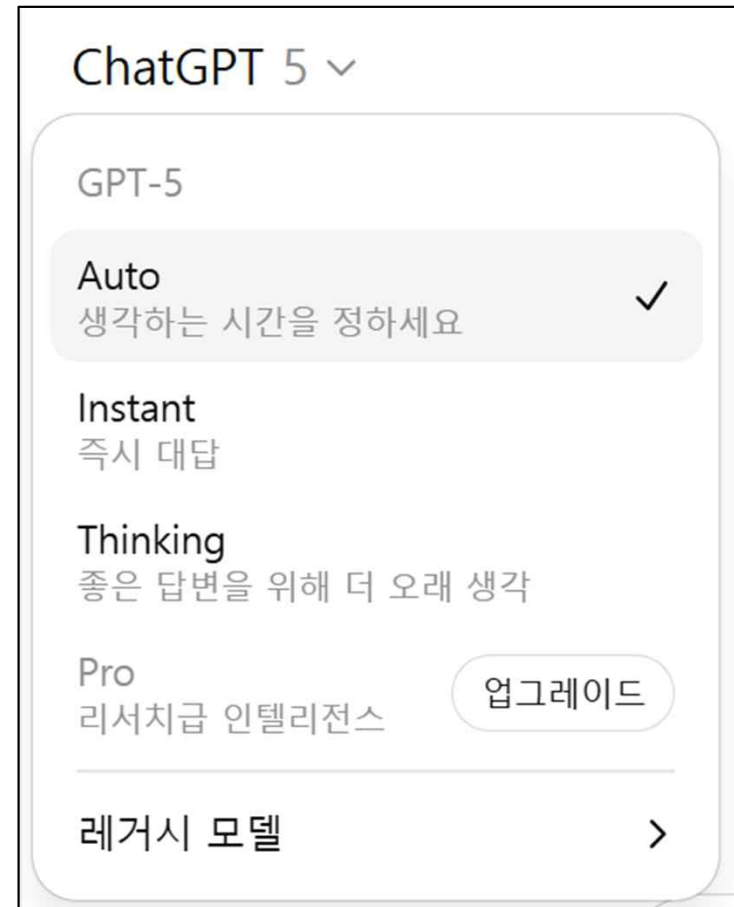 ChatGPT 5
GPT-5
Auto
생각하는 시간을 정하세요
Instant
즉시 대답
Thinking
좋은 답변을 위해 더 오래 생각
Pro
리서치급 인텔리전스
업그레이드
레거시 모델